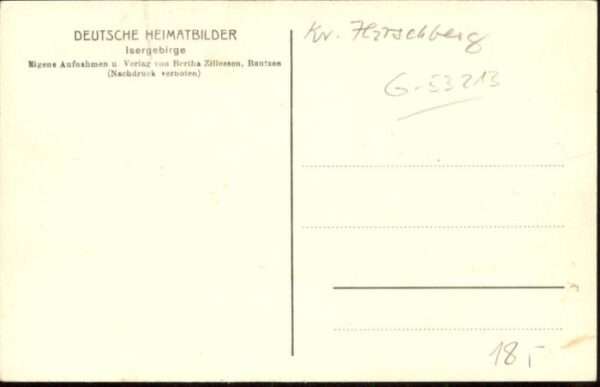 DEUTSCHE HEIMATBILDER
Isergebirge
Eigene Aufnahmen u. Verlag von Bertha Zillessen, Bautzen
(Nachdruck verboten)
Kr. Hirschberg
G-53213
18,-